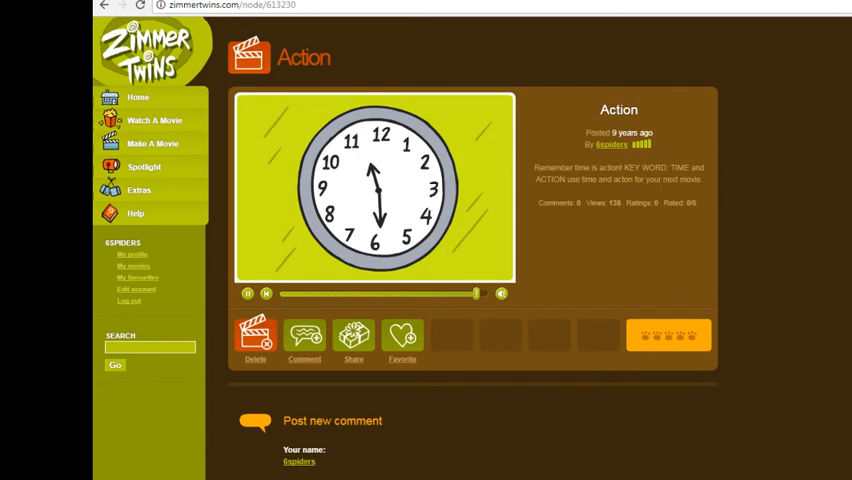 zimmertwins.com/node/613230
ZiMMER
TWiNS
Action
Home
Watch A Movie
Make A Movie
Spotlight
Extras
Help
6SPIDERS
My profile
My movies
My favourites
Edit account
Log out
SEARCH
Go
12
1
2
3
4
5
6
7
8
9
10
11
Action
Posted 9 years ago
By 6spiders
Remember time is action! KEY WORD: TIME and
ACTION use time and acton for your next movie.
Comments: 0 Views: 138 Ratings: 0 Rated: 0/5
Delete
Comment
Share
Favorite
Post new comment
Your name:
6spiders